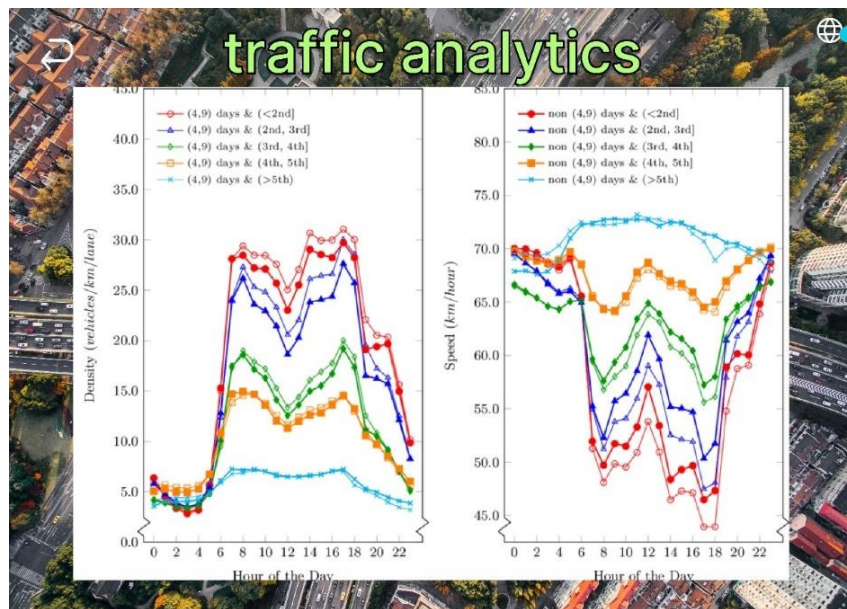 traffic analytics
45.0
40.0
35.0
30.0
25.0
20.0
15.0
10.0
5.0
0.0
Density (vehicles/km/lane)
(4,9) days & (<2nd]
(4,9) days & (2nd, 3rd]
(4,9) days & (3rd, 4th]
(4,9) days & (4th, 5th]
(4,9) days & (>5th)
0 2 4 6 8 10 12 14 16 18 20 22
Hour of the Day
85.0
80.0
75.0
70.0
65.0
60.0
55.0
50.0
45.0
Speed (km/hour)
non (4,9) days & (<2nd]
non (4,9) days & (2nd, 3rd]
non (4,9) days & (3rd, 4th]
non (4,9) days & (4th, 5th]
non (4,9) days & (>5th)
0 2 4 6 8 10 12 14 16 18 20 22
Hour of the Day